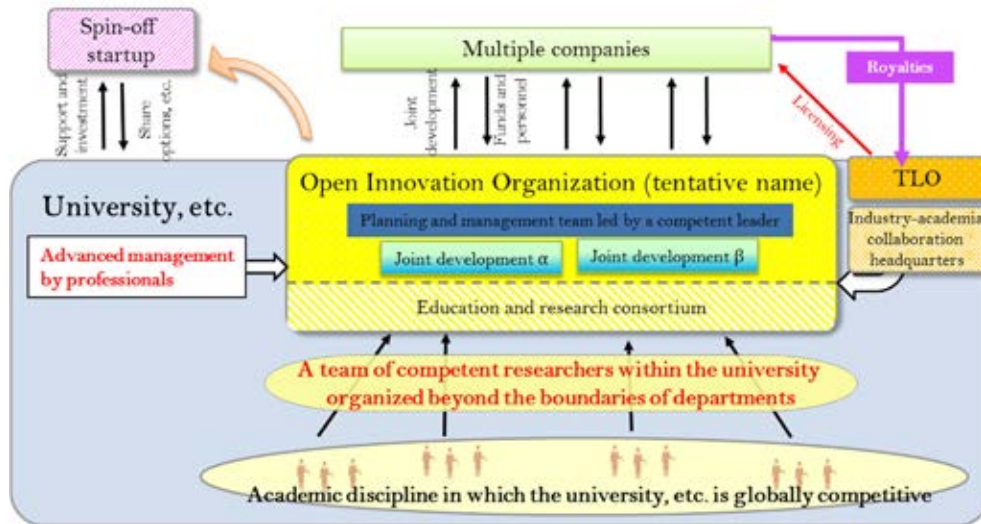 Spin-off
startup
Multiple companies
Royalties
Support and
investment
Share
options, etc.
Joint
development
Funds and
personnel
Licensing
University, etc.
Open Innovation Organization (tentative name)
TLO
Planning and management team led by a competent leader
Industry-academia
collaboration
headquarters
Advanced management
by professionals
Joint development α
Joint development β
Education and research consortium
A team of competent researchers within the university
organized beyond the boundaries of departments
Academic discipline in which the university, etc. is globally competitive